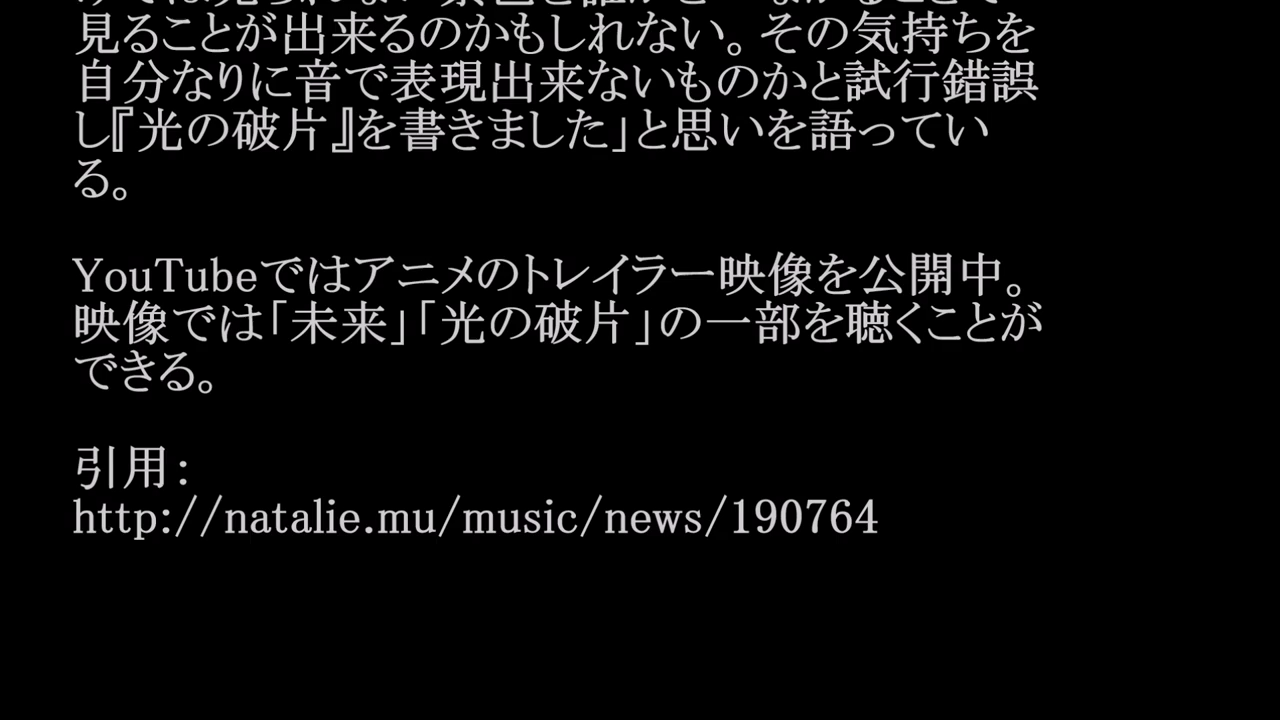 見ることが出来るのかもしれない。その気持ちを
自分なりに音で表現出来ないものかと試行錯誤
し『光の破片』を書きました」と思いを語ってい
る。
YouTubeではアニメのトレイラー映像を公開中。
映像では「未来」「光の破片」の一部を聴くことが
できる。
引用：
http://natalie.mu/music/news/190764